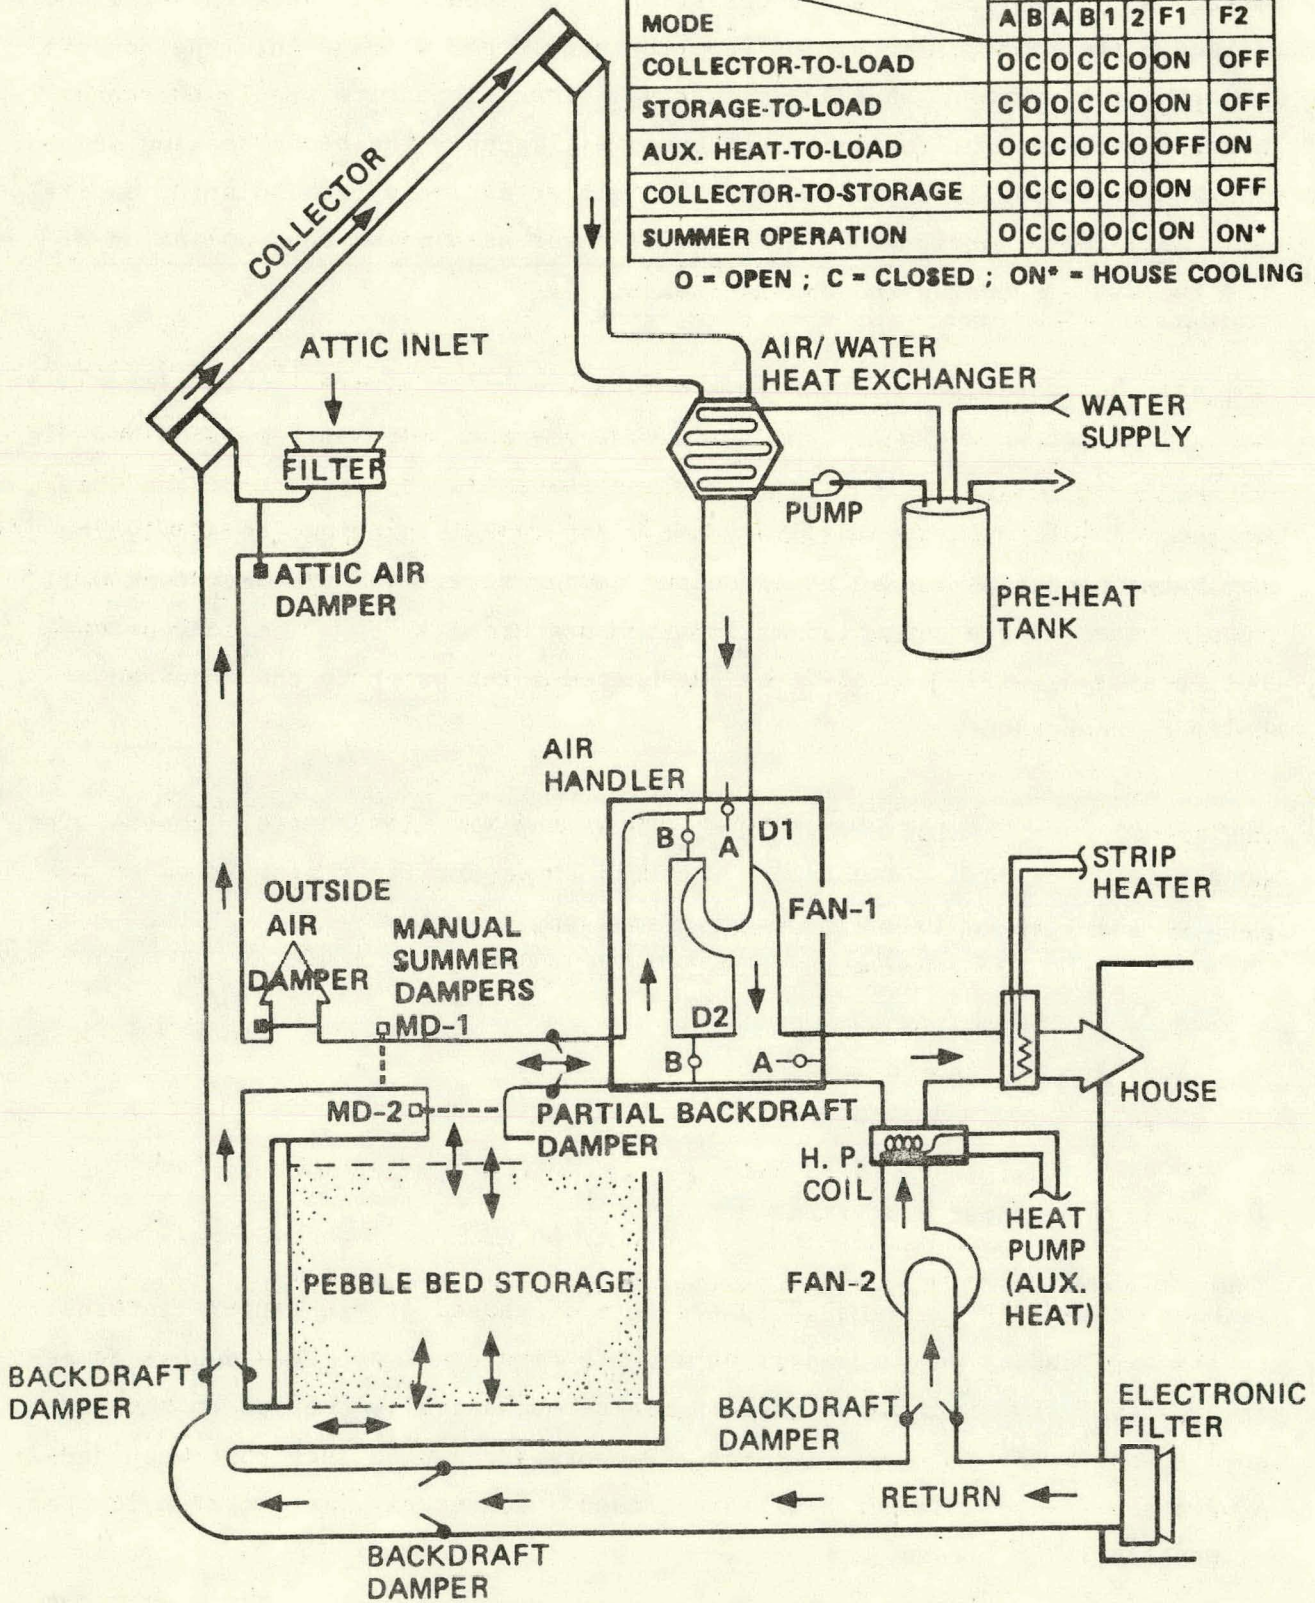 MODE A B A B 1 2 F1 F2
COLLECTOR-TO-LOAD O C O C C O ON OFF
STORAGE-TO-LOAD C O O C C O ON OFF
AUX. HEAT-TO-LOAD O C C O C O OFF ON
COLLECTOR-TO-STORAGE O C C O C O ON OFF
SUMMER OPERATION O C C O O C ON ON*
O = OPEN ; C = CLOSED ; ON* = HOUSE COOLING
COLLECTOR
ATTIC INLET
FILTER
ATTIC AIR
DAMPER
AIR/ WATER
HEAT EXCHANGER
WATER
SUPPLY
PUMP
PRE-HEAT
TANK
AIR
HANDLER
B
A
D1
FAN-1
D2
B
A
STRIP
HEATER
OUTSIDE
AIR
DAMPER
MANUAL
SUMMER
DAMPERS
MD-1
MD-2
PARTIAL BACKDRAFT
DAMPER
HOUSE
H. P.
COIL
HEAT
PUMP
(AUX.
HEAT)
FAN-2
PEBBLE BED STORAGE
BACKDRAFT
DAMPER
BACKDRAFT
DAMPER
ELECTRONIC
FILTER
RETURN
BACKDRAFT
DAMPER